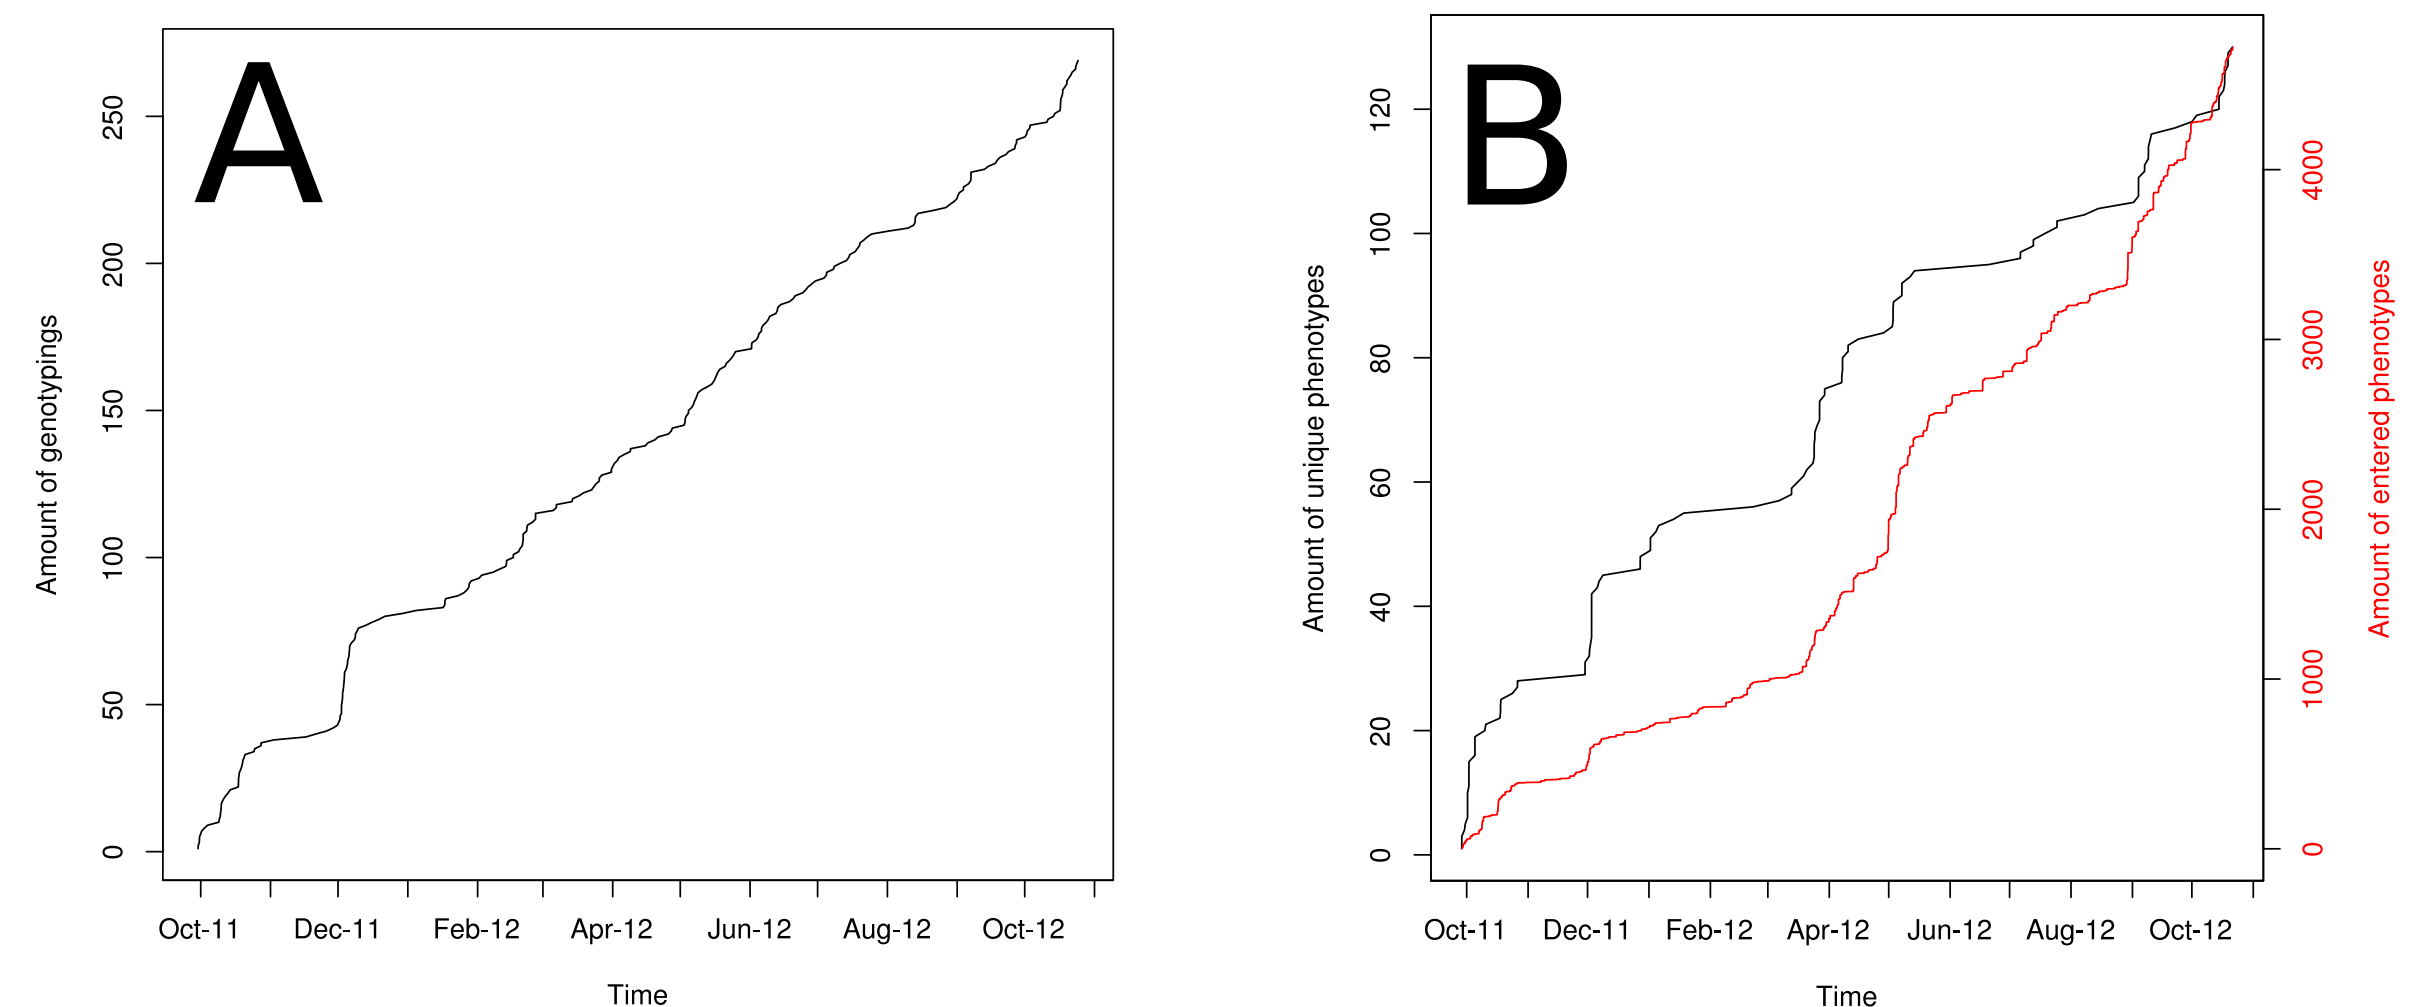 A
Amount of genotypings
250
200
150
100
50
0
Oct-11 Dec-11 Feb-12 Apr-12 Jun-12 Aug-12 Oct-12
Time
B
Amount of unique phenotypes
120
100
80
60
40
20
0
Amount of entered phenotypes
4000
3000
2000
1000
0
Oct-11 Dec-11 Feb-12 Apr-12 Jun-12 Aug-12 Oct-12
Time